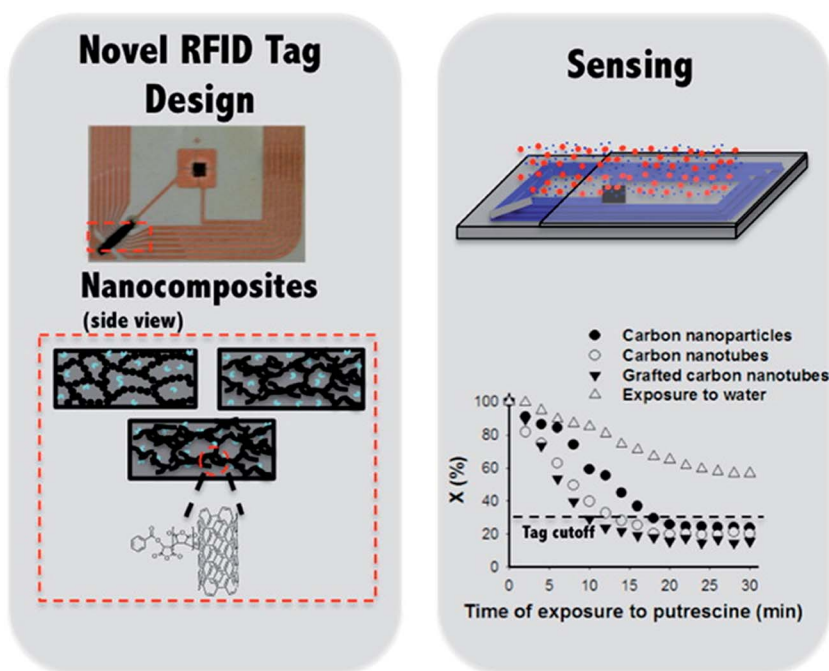 Novel RFID Tag
Design
Nanocomposites
(side view)
Sensing
Carbon nanoparticles
Carbon nanotubes
Grafted carbon nanotubes
Exposure to water
100
80
60
40
20
0
X (%)
Tag cutoff
0 5 10 15 20 25 30
Time of exposure to putrescine (min)